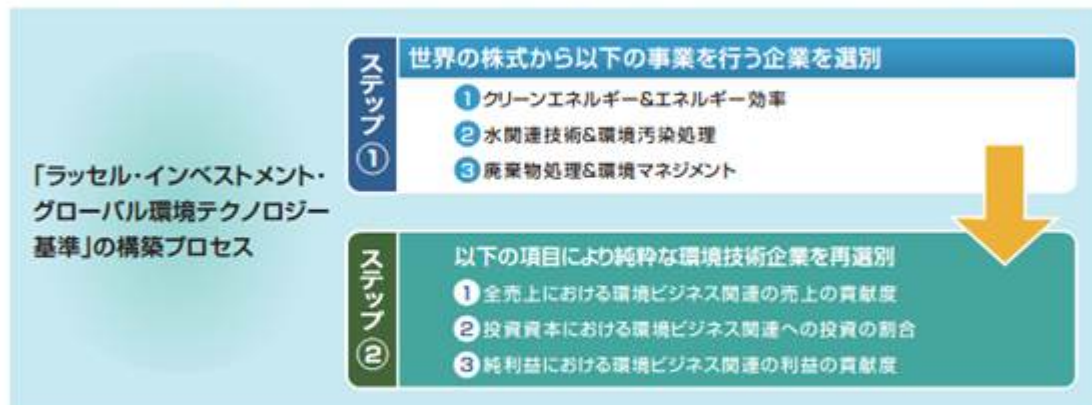 「ラッセル・インベストメント・
グローバル環境テクノロジー
基準」の構築プロセス
ステップ①
世界の株式から以下の事業を行う企業を選別
①クリーンエネルギー&エネルギー効率
②水関連技術&環境汚染処理
③廃棄物処理&環境マネジメント
ステップ②
以下の項目により純粋な環境技術企業を再選別
①全売上における環境ビジネス関連の売上の貢献度
②投資資本における環境ビジネス関連への投資の割合
③純利益における環境ビジネス関連の利益の貢献度